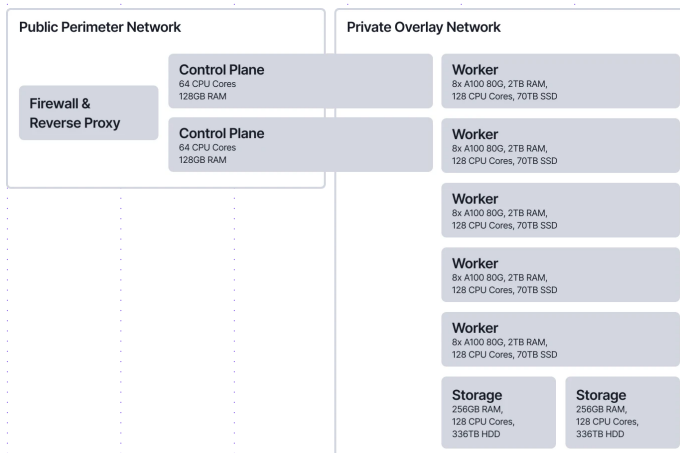 Public Perimeter Network
Private Overlay Network
Firewall &
Reverse Proxy
Control Plane
64 CPU Cores
128GB RAM
Control Plane
64 CPU Cores
128GB RAM
Worker
8x A100 80G, 2TB RAM,
128 CPU Cores, 70TB SSD
Worker
8x A100 80G, 2TB RAM,
128 CPU Cores, 70TB SSD
Worker
8x A100 80G, 2TB RAM,
128 CPU Cores, 70TB SSD
Worker
8x A100 80G, 2TB RAM,
128 CPU Cores, 70TB SSD
Worker
8x A100 80G, 2TB RAM,
128 CPU Cores, 70TB SSD
Storage
256GB RAM,
128 CPU Cores,
336TB HDD
Storage
256GB RAM,
128 CPU Cores,
336TB HDD